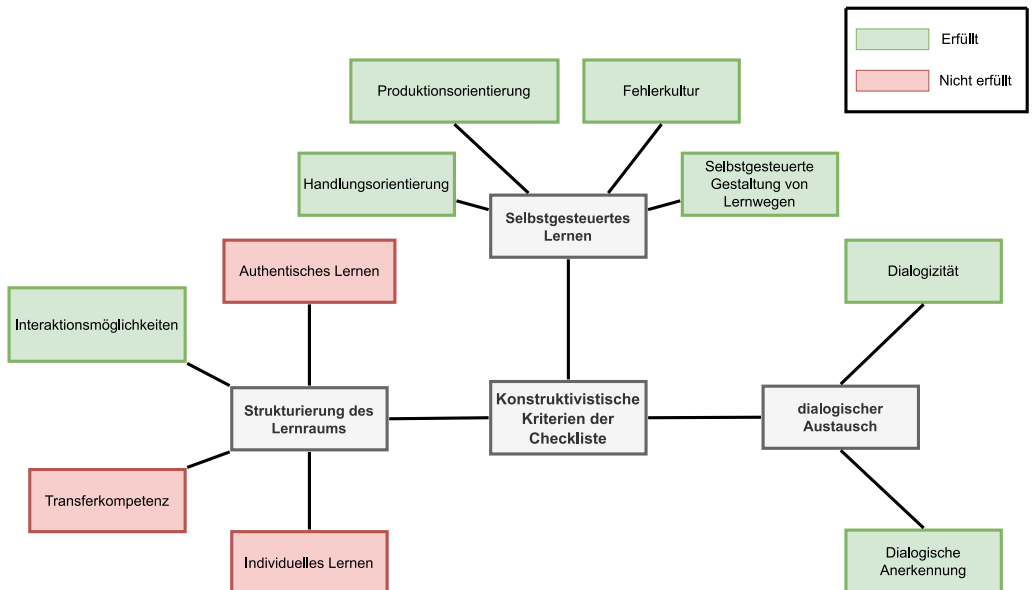 Erfüllt
Nicht erfüllt
Produktionsorientierung
Fehlerkultur
Handlungsorientierung
Selbstgesteuerte
Gestaltung von
Lernwegen
Selbstgesteuertes
Lernen
Authentisches Lernen
Dialogizität
Interaktionsmöglichkeiten
Strukturierung des
Lernraums
Konstruktivistische
Kriterien der
Checkliste
dialogischer
Austausch
Transferkompetenz
Individuelles Lernen
Dialogische
Anerkennung